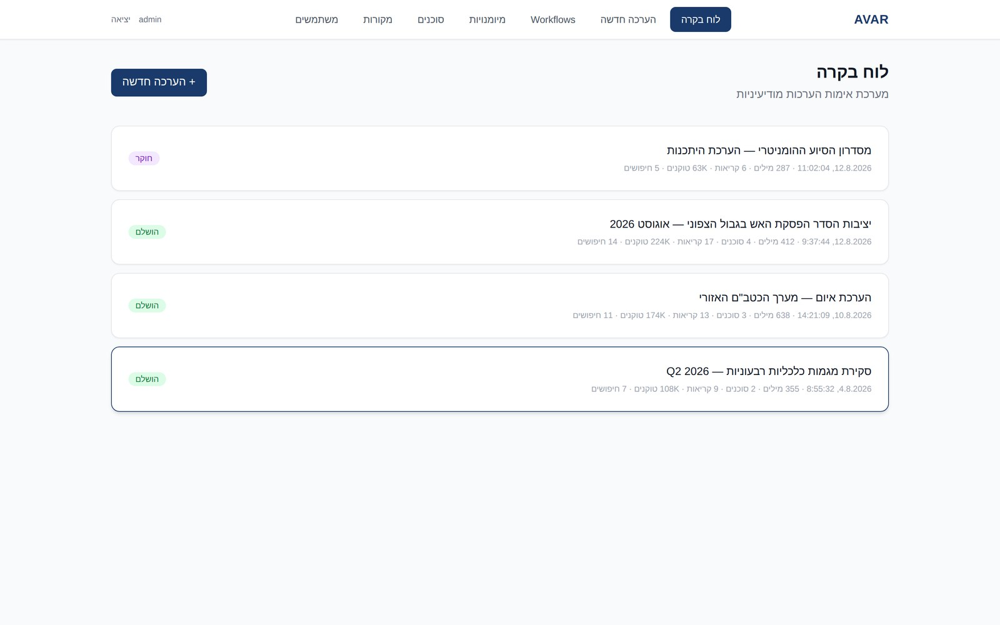 AVAR
לוח בקרה
הערכה חדשה
Workflows
מיומנויות
סוכנים
מקורות
משתמשים
admin
יציאה
לוח בקרה
מערכת אימות הערכות מודיעיניות
+ הערכה חדשה
מסדרון הסיוע ההומניטרי — הערכת היתכנות
12.8.2026, 11:02:04 · 287 מילים · 6 קריאות · 63K טוקנים · 5 חיפושים
חוקר
יציבות הסדר הפסקת האש בגבול הצפוני — אוגוסט 2026
12.8.2026, 9:37:44 · 412 מילים · 4 סוכנים · 17 קריאות · 224K טוקנים · 14 חיפושים
הושלם
הערכת איום — מערך הכטב"ם האזורי
10.8.2026, 14:21:09 · 638 מילים · 3 סוכנים · 13 קריאות · 174K טוקנים · 11 חיפושים
הושלם
סקירת מגמות כלכליות רבעוניות — Q2 2026
4.8.2026, 8:55:32 · 355 מילים · 2 סוכנים · 9 קריאות · 108K טוקנים · 7 חיפושים
הושלם